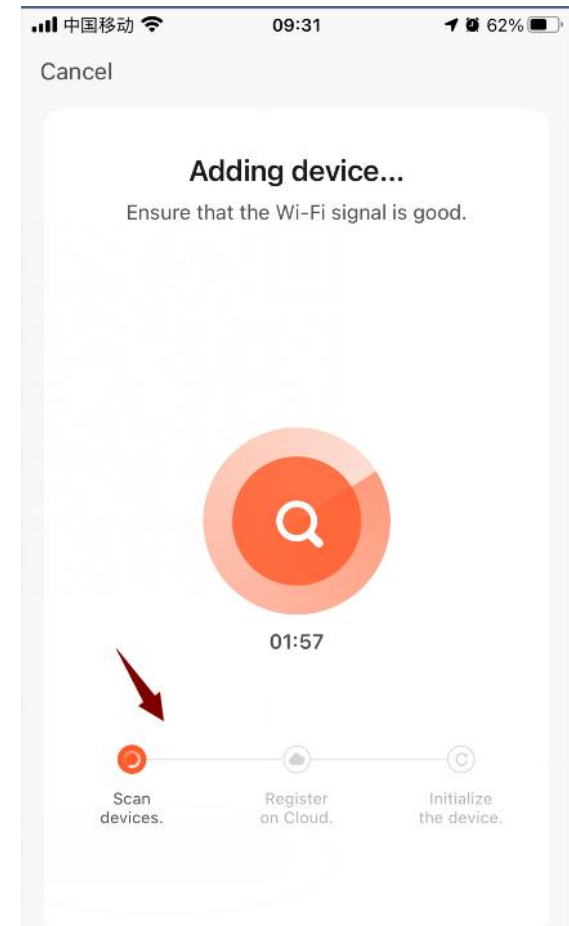 中国移动 09:31 62%
Cancel
Adding device...
Ensure that the Wi-Fi signal is good.
01:57
Scan
devices.
Register
on Cloud.
Initialize
the device.